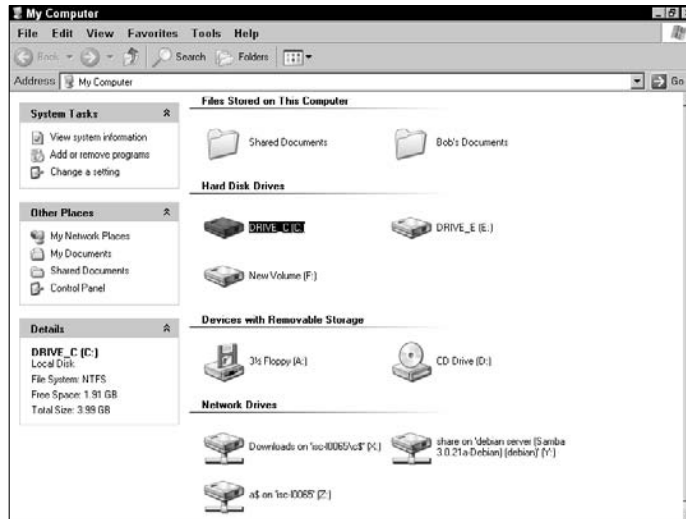 My Computer
File Edit View Favorites Tools Help
Back Search Folders
Address My Computer Go
System Tasks
View system information
Add or remove programs
Change a setting
Other Places
My Network Places
My Documents
Shared Documents
Control Panel
Details
DRIVE_C (C:)
Local Disk
File System: NTFS
Free Space: 1.91 GB
Total Size: 3.99 GB
Files Stored on This Computer
Shared Documents
Bob's Documents
Hard Disk Drives
DRIVE_C (C:)
DRIVE_E (E:)
New Volume (F:)
Devices with Removable Storage
3½ Floppy (A:)
CD Drive (D:)
Network Drives
Downloads on 'isc-l0065\c$' (X:)
share on 'debian server (Samba
3.0.21a-Debian) (debian)' (Y:)
a$ on 'isc-l0065' (Z:)